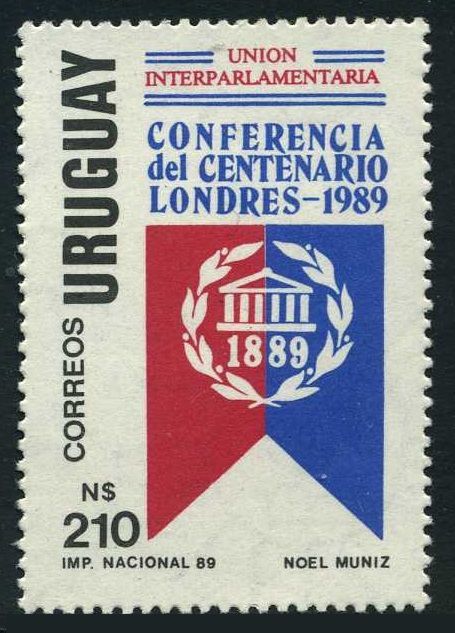 UNION
INTERPARLAMENTARIA
CONFERENCIA
del CENTENARIO
LONDRES-1989
1889
CORREOS URUGUAY
N$
210
IMP. NACIONAL 89 NOEL MUNIZ